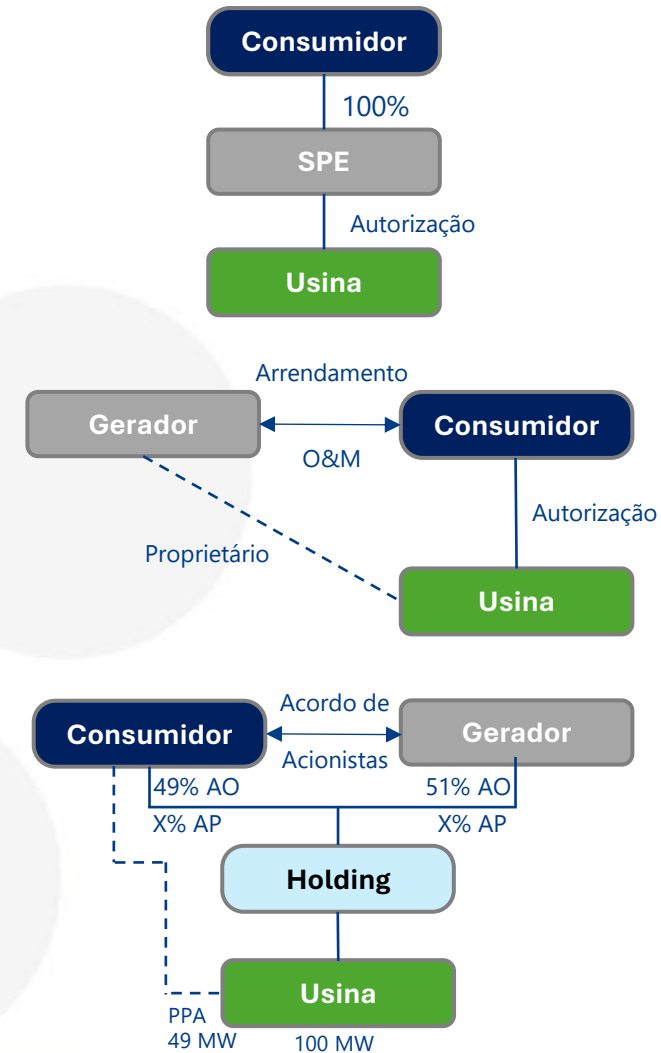 Consumidor
100%
SPE
Autorização
Usina
Arrendamento
Gerador
Consumidor
O&M
Autorização
Proprietário
Usina
Acordo de
Consumidor
Gerador
Acionistas
49% AO
51% AO
X% AP
X% AP
Holding
Usina
PPA
49 MW
100 MW